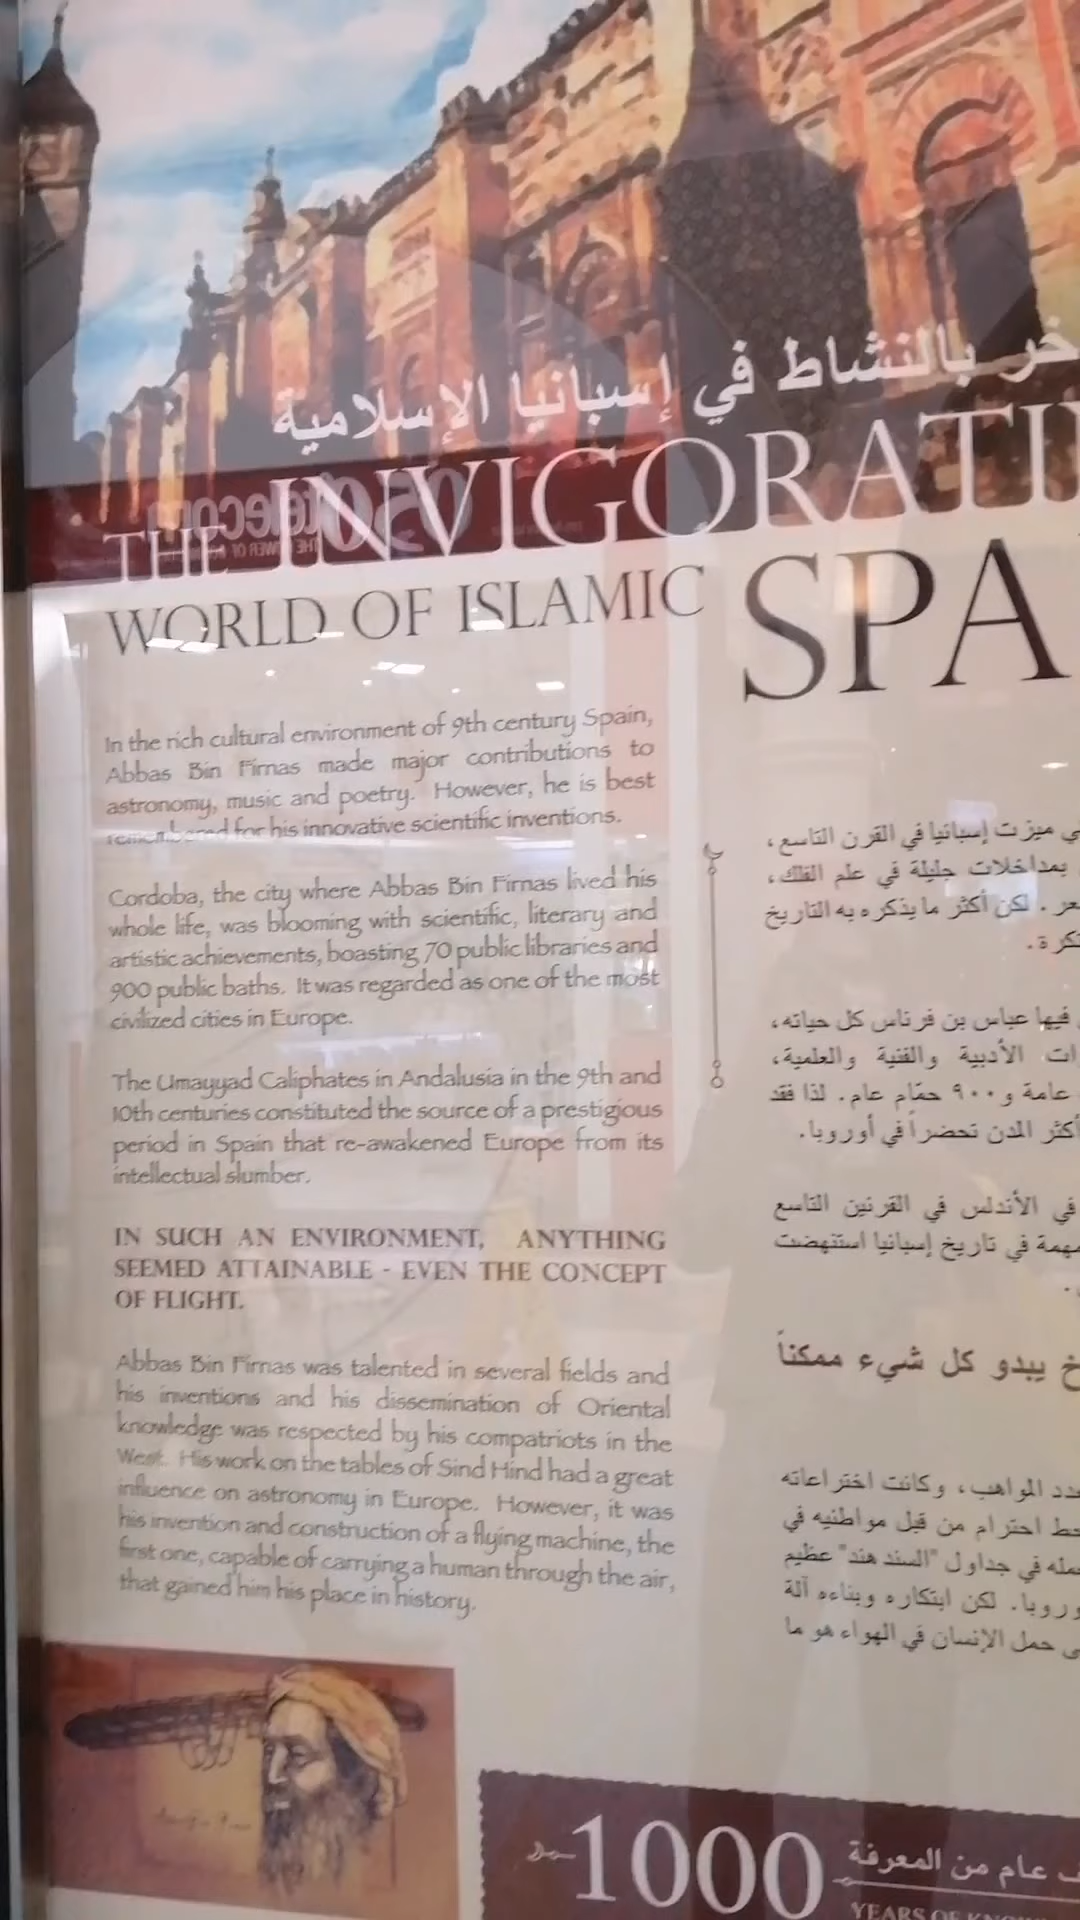 خر بالنشاط في إسبانيا الإسلامية
THE INVIGORATI
WORLD OF ISLAMIC SPA
In the rich cultural environment of 9th century Spain,
Abbas Bin Firnas made major contributions to
astronomy, music and poetry. However, he is best
remembered for his innovative scientific inventions.
Cordoba, the city where Abbas Bin Firnas lived his
whole life, was blooming with scientific, literary and
artistic achievements, boasting 70 public libraries and
900 public baths. It was regarded as one of the most
civilized cities in Europe.
The Umayyad Caliphates in Andalusia in the 9th and
10th centuries constituted the source of a prestigious
period in Spain that re-awakened Europe from its
intellectual slumber.
IN SUCH AN ENVIRONMENT, ANYTHING
SEEMED ATTAINABLE - EVEN THE CONCEPT
OF FLIGHT.
Abbas Bin Firnas was talented in several fields and
his inventions and his dissemination of Oriental
knowledge was respected by his compatriots in the
West. His work on the tables of Sind Hind had a great
influence on astronomy in Europe. However, it was
his invention and construction of a flying machine, the
first one, capable of carrying a human through the air,
that gained him his place in history.
ي ميزت إسبانيا في القرن التاسع،
بمداخلات جليلة في علم الفلك،
عر. لكن أكثر ما يذكره به التاريخ
تكرة.
فيها عباس بن فرناس كل حياته،
ات الأدبية والفنية والعلمية،
عامة و٩٠٠ حمّام عام. لذا فقد
أكثر المدن تحضراً في أوروبا.
في الأندلس في القرنين التاسع
مهمة في تاريخ إسبانيا استنهضت
خ يبدو كل شيء ممكناً
دد المواهب، وكانت اختراعاته
حط احترام من قبل مواطنيه في
مله في جداول "السند هند" عظيم
وروبا. لكن ابتكاره وبناءه آلة
ى حمل الإنسان في الهواء هو ما
1000
ف عام من المعرفة
YEARS OF KNOW